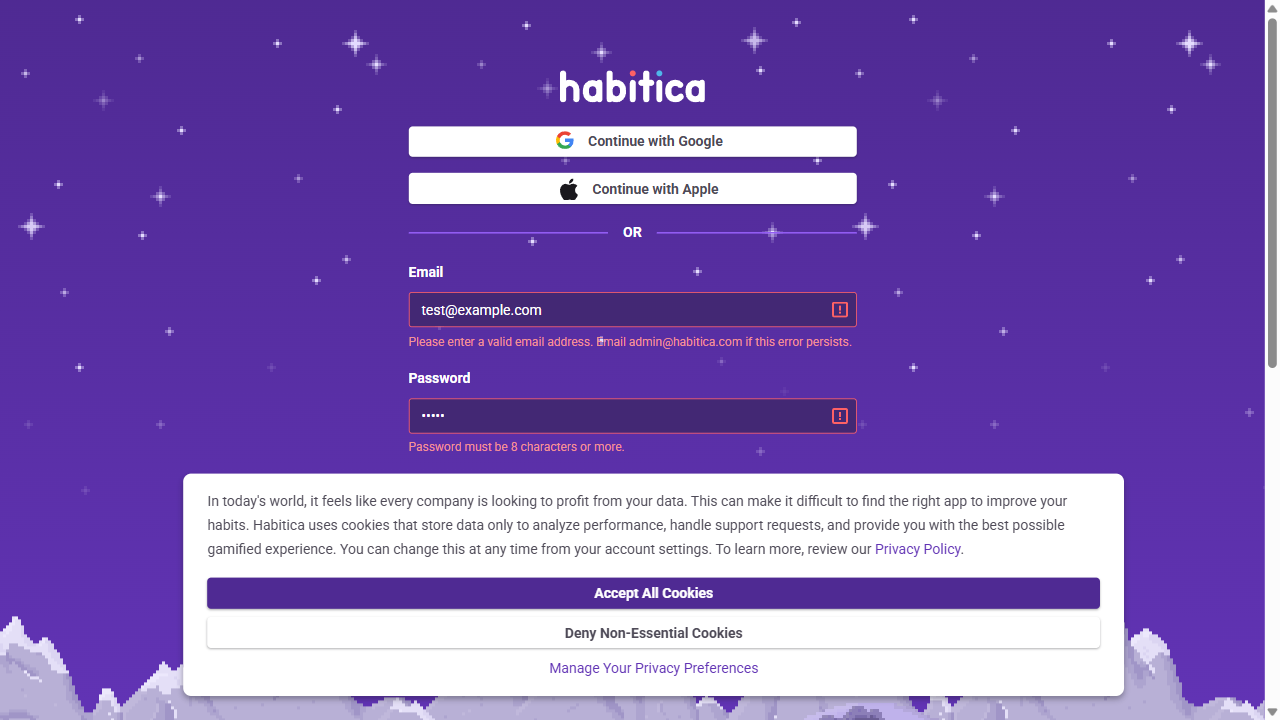 habitica
Continue with Google
Continue with Apple
OR
Email
test@example.com
Please enter a valid email address. Email admin@habitica.com if this error persists.
Password
•••••
Password must be 8 characters or more.
In today's world, it feels like every company is looking to profit from your data. This can make it difficult to find the right app to improve your
habits. Habitica uses cookies that store data only to analyze performance, handle support requests, and provide you with the best possible
gamified experience. You can change this at any time from your account settings. To learn more, review our Privacy Policy.
Accept All Cookies
Deny Non-Essential Cookies
Manage Your Privacy Preferences